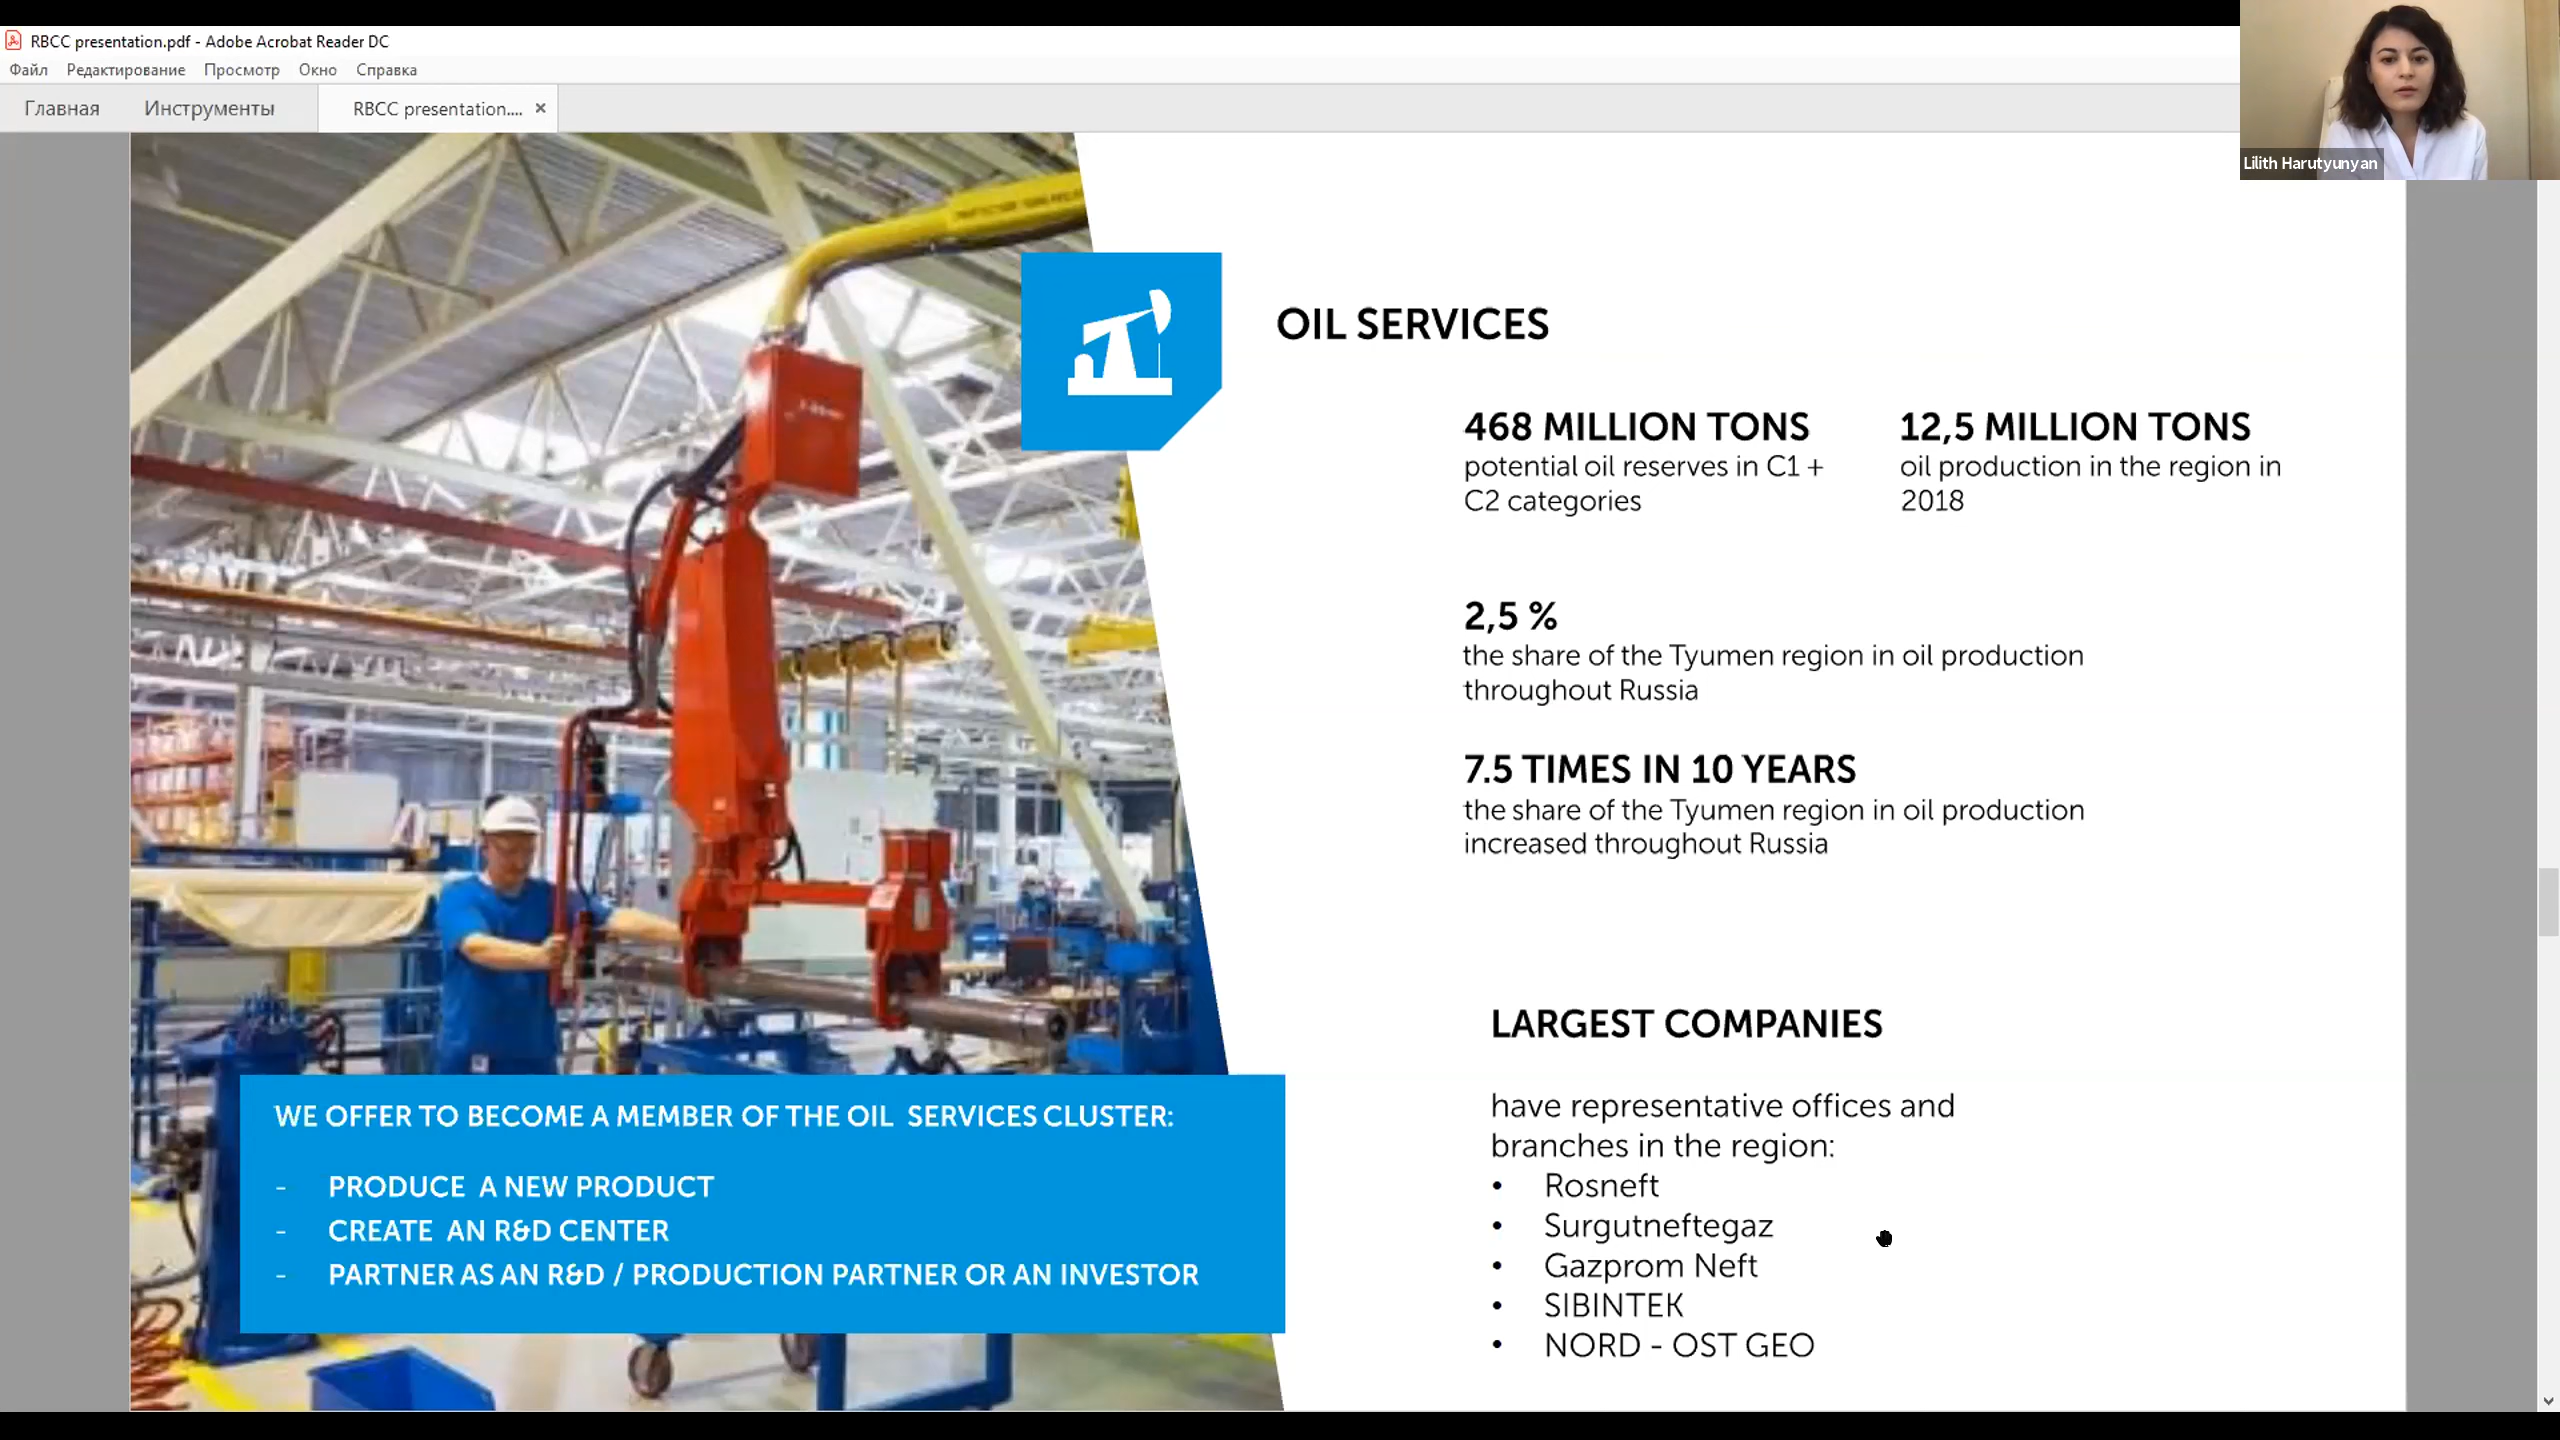 RBCC presentation.pdf - Adobe Acrobat Reader DC
Файл Редактирование Просмотр Окно Справка
Главная Инструменты RBCC presentation.... ×
Lilith Harutyunyan
OIL SERVICES
468 MILLION TONS
potential oil reserves in C1 +
C2 categories
12,5 MILLION TONS
oil production in the region in
2018
2,5 %
the share of the Tyumen region in oil production
throughout Russia
7.5 TIMES IN 10 YEARS
the share of the Tyumen region in oil production
increased throughout Russia
LARGEST COMPANIES
have representative offices and
branches in the region:
• Rosneft
• Surgutneftegaz
• Gazprom Neft
• SIBINTEK
• NORD - OST GEO
WE OFFER TO BECOME A MEMBER OF THE OIL SERVICES CLUSTER:
- PRODUCE A NEW PRODUCT
- CREATE AN R&D CENTER
- PARTNER AS AN R&D / PRODUCTION PARTNER OR AN INVESTOR